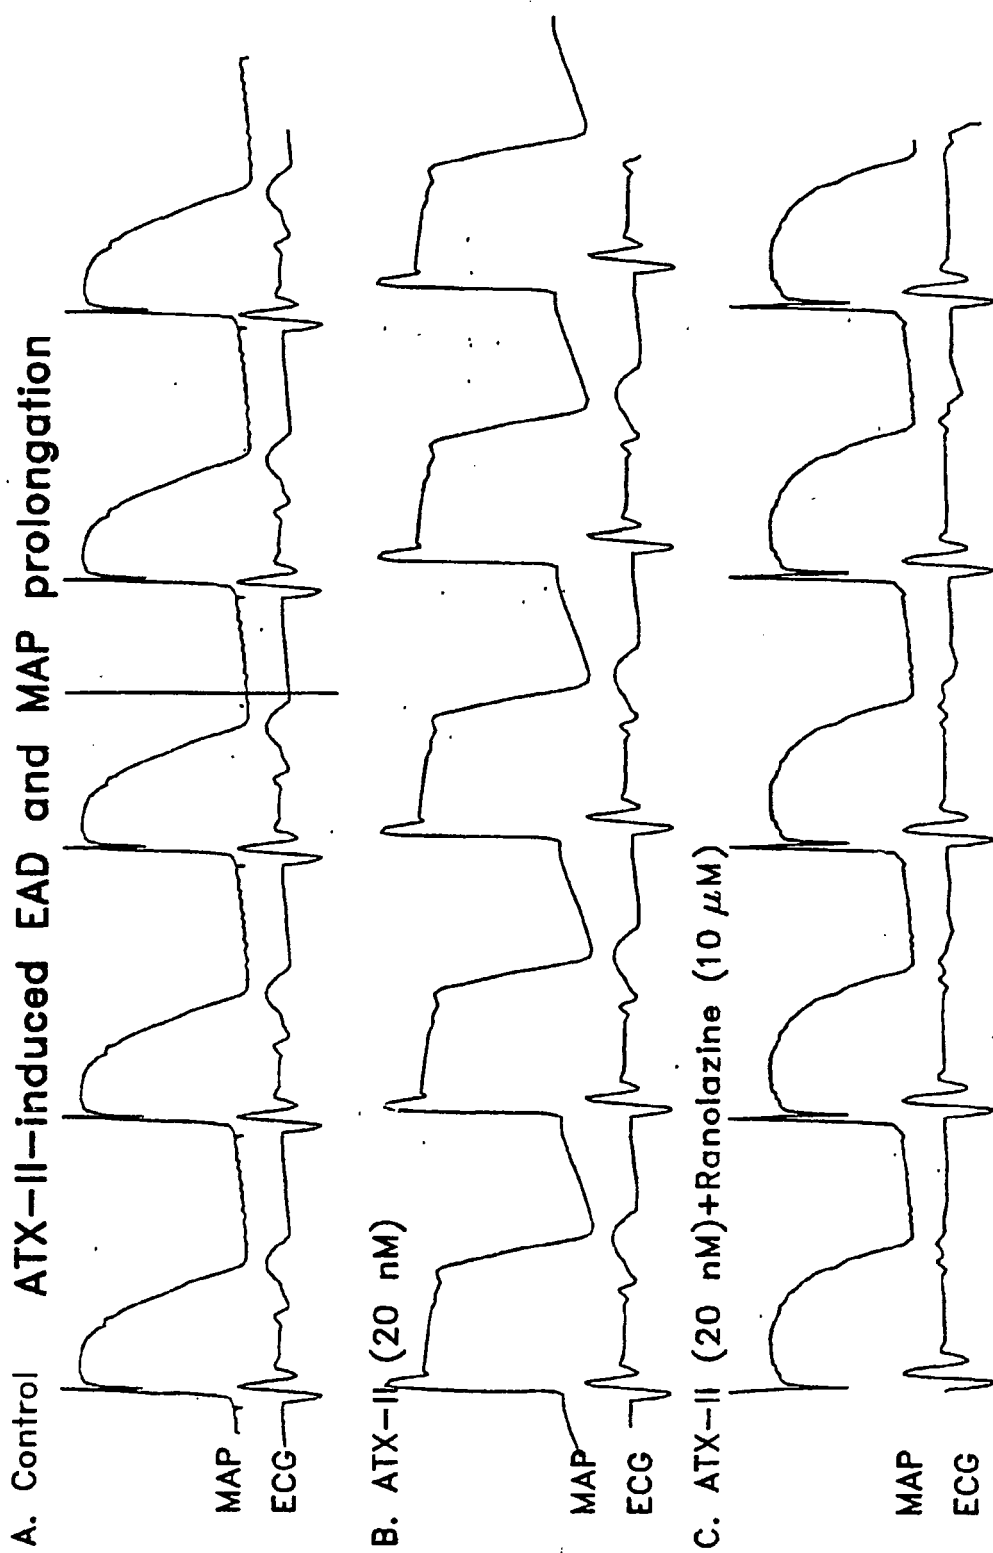 A. Control ATX-II-induced EAD and MAP prolongation
MAP
ECG
B. ATX-II (20 nM)
MAP
ECG
C. ATX-II (20 nM)+Ranolazine (10 μM)
MAP
ECG